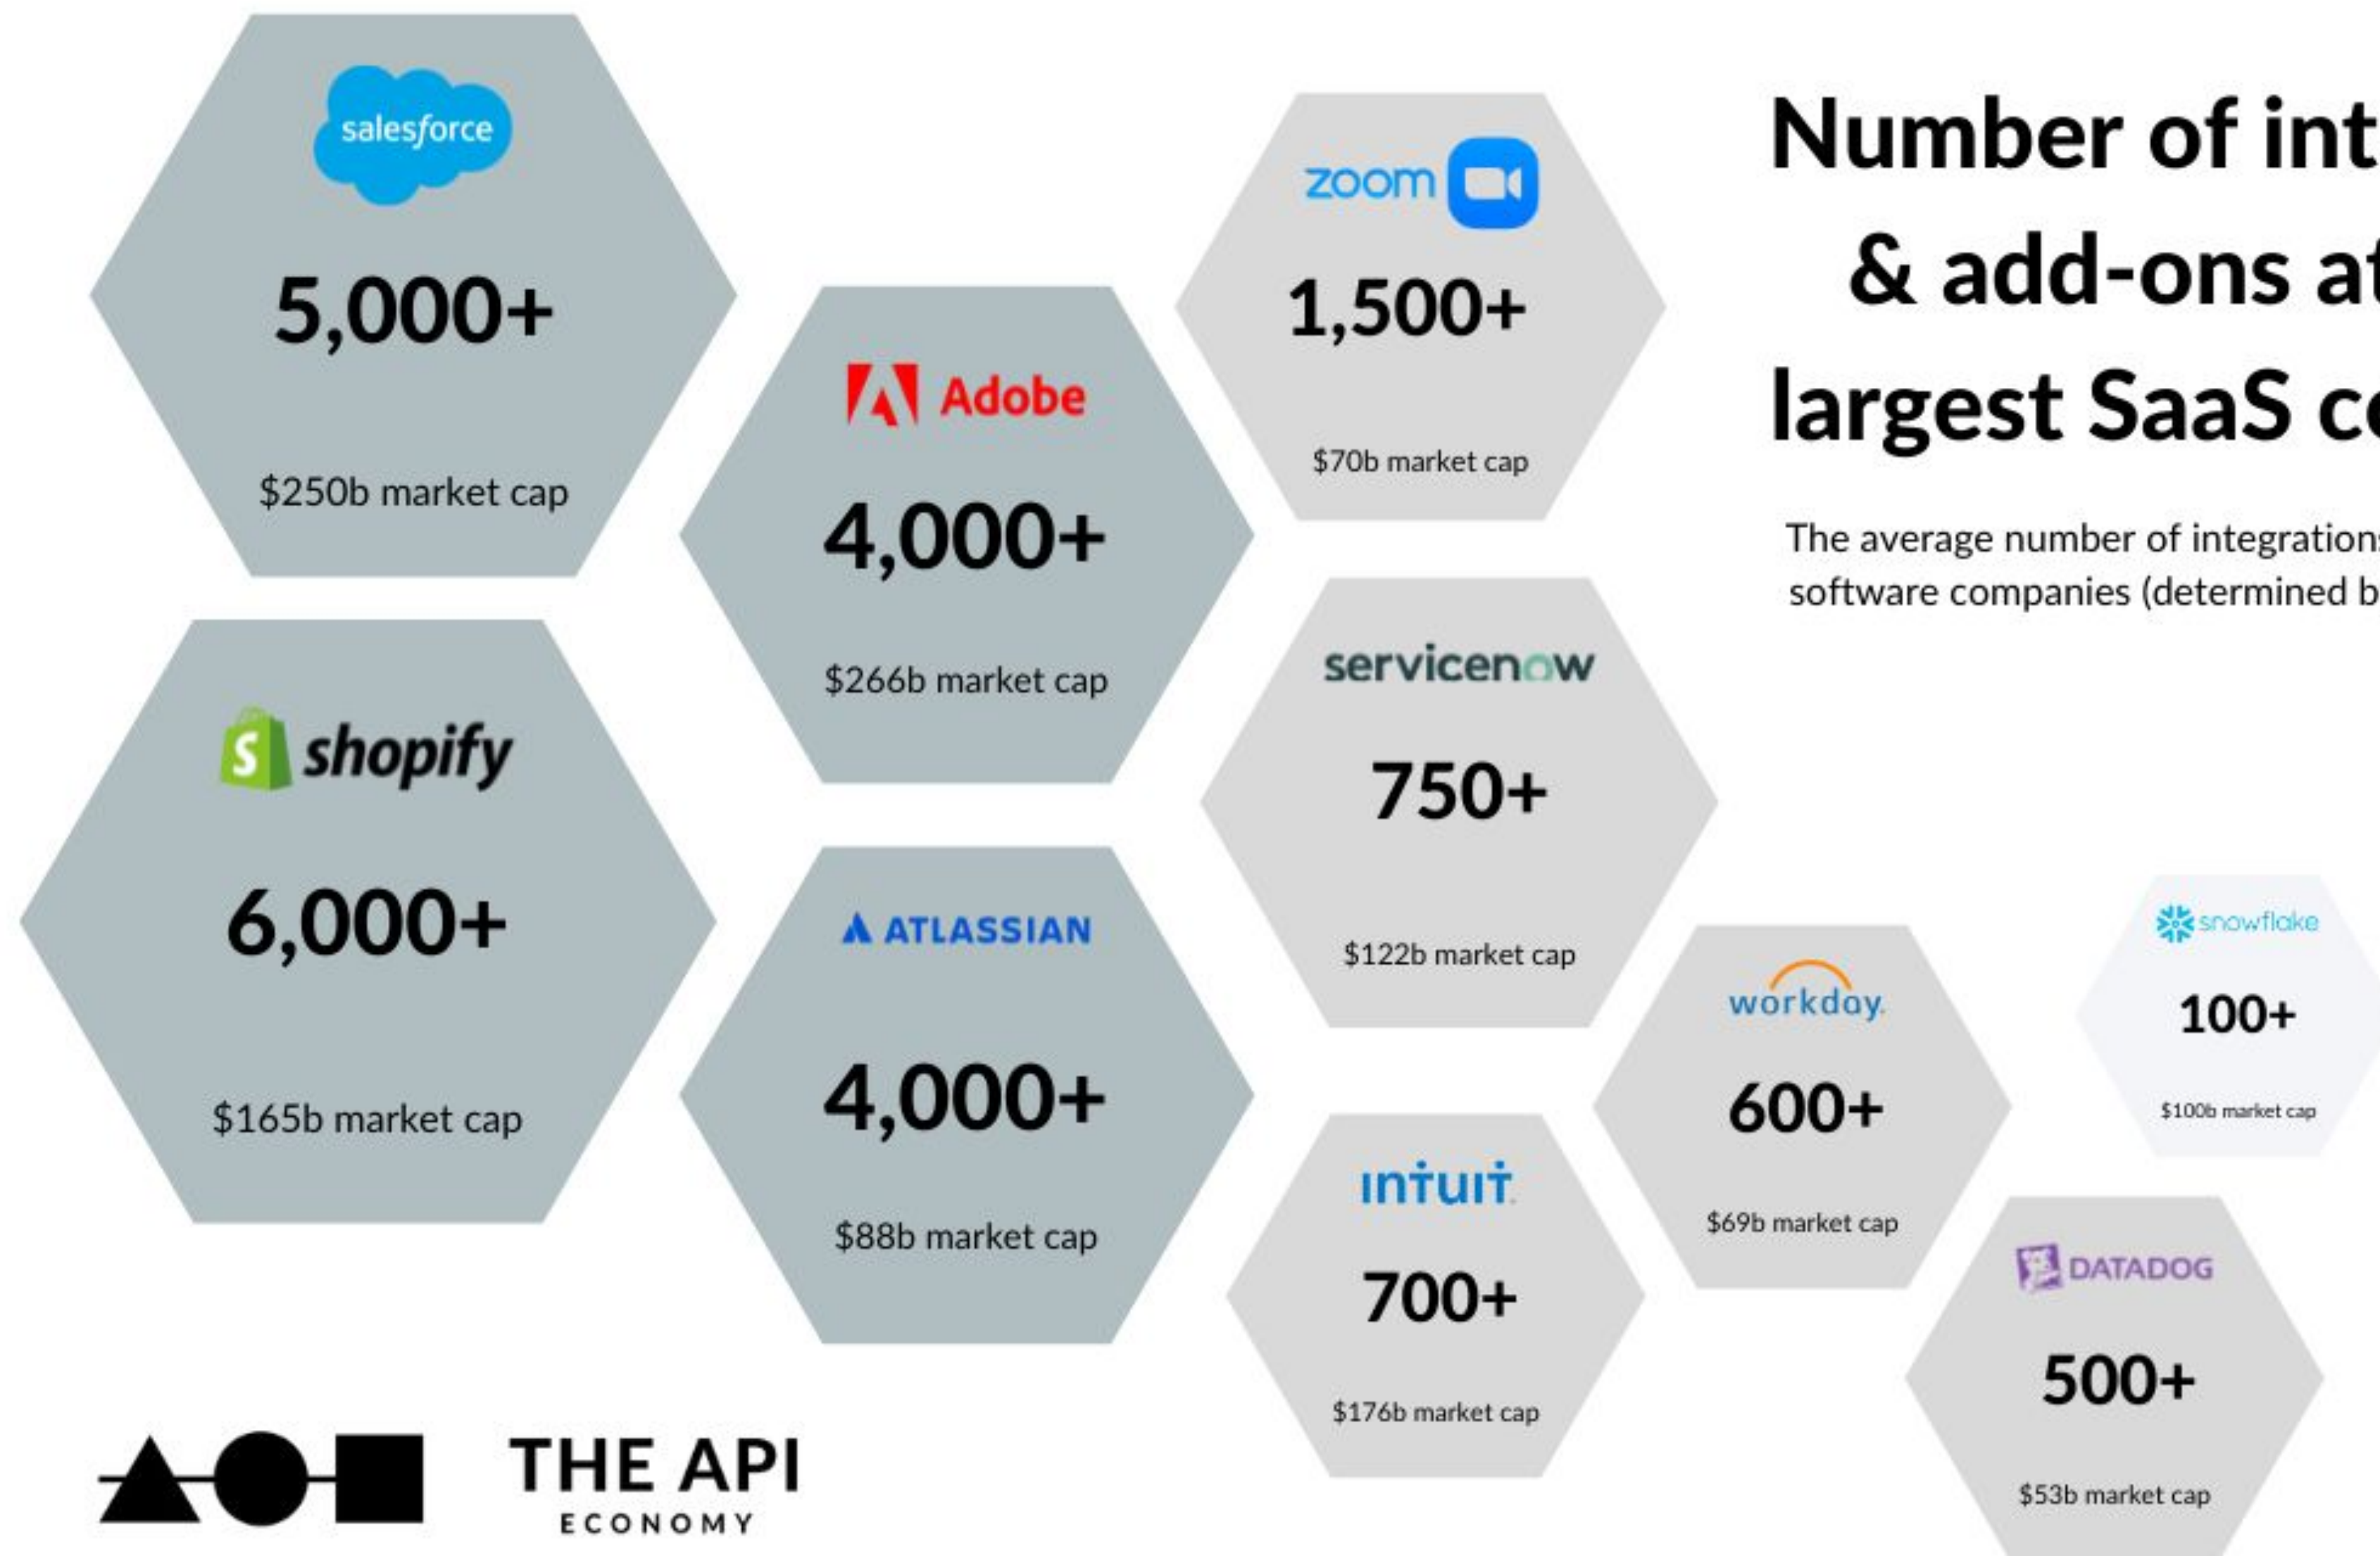 salesforce
5,000+
$250b market cap
Adobe
4,000+
$266b market cap
zoom
1,500+
$70b market cap
Number of int
& add-ons at
largest SaaS co
The average number of integrations
software companies (determined b
shopify
6,000+
$165b market cap
ATLASSIAN
4,000+
$88b market cap
servicenow
750+
$122b market cap
intuit
700+
$176b market cap
workday.
600+
$69b market cap
snowflake
100+
$100b market cap
DATADOG
500+
$53b market cap
THE API
ECONOMY